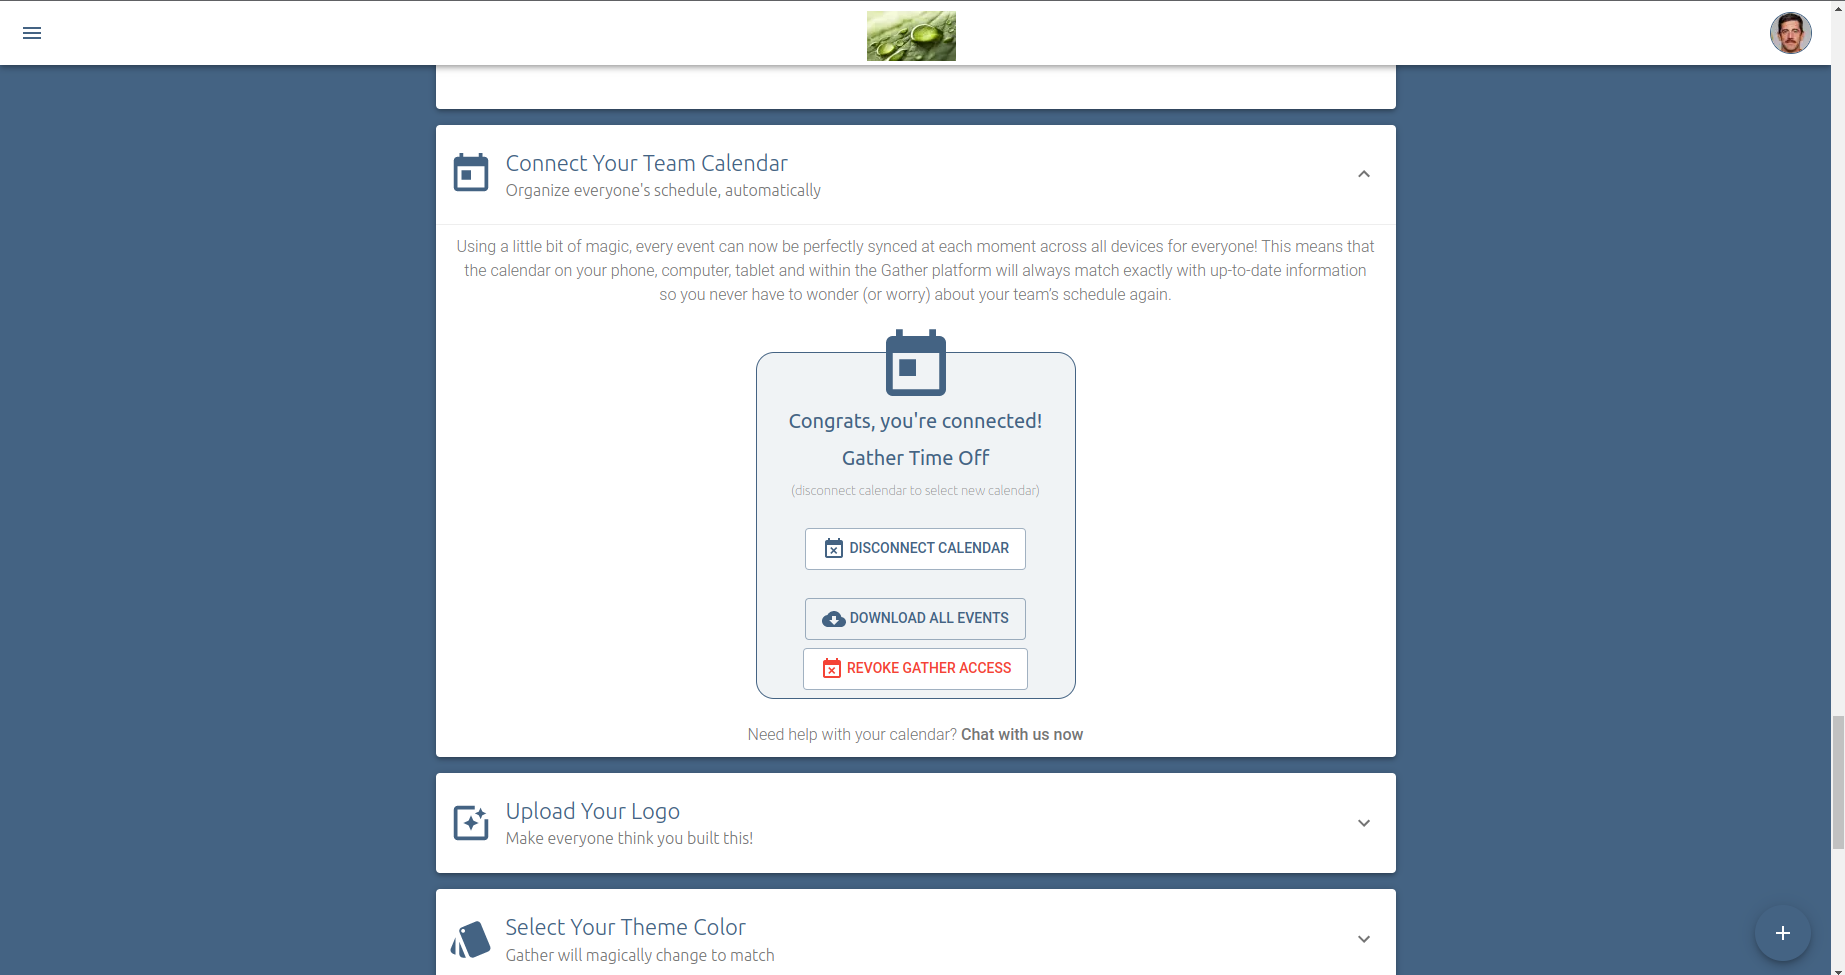 Connect Your Team Calendar
Organize everyone's schedule, automatically
Using a little bit of magic, every event can now be perfectly synced at each moment across all devices for everyone! This means that
the calendar on your phone, computer, tablet and within the Gather platform will always match exactly with up-to-date information
so you never have to wonder (or worry) about your team's schedule again.
Congrats, you're connected!
Gather Time Off
(disconnect calendar to select new calendar)
DISCONNECT CALENDAR
DOWNLOAD ALL EVENTS
REVOKE GATHER ACCESS
Need help with your calendar? Chat with us now
Upload Your Logo
Make everyone think you built this!
Select Your Theme Color
Gather will magically change to match